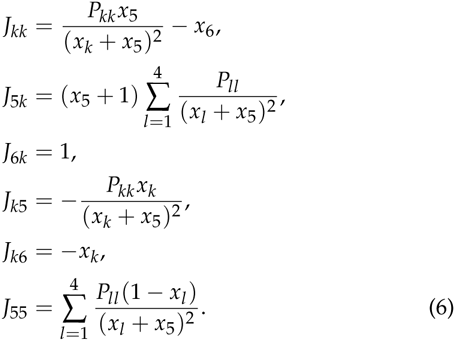 J_{kk} = \frac{P_{kk} x_5}{(x_k + x_5)^2} - x_6,
J_{5k} = (x_5 + 1) \sum_{l=1}^{4} \frac{P_{ll}}{(x_l + x_5)^2},
J_{6k} = 1,
J_{k5} = -\frac{P_{kk} x_k}{(x_k + x_5)^2},
J_{k6} = -x_k,
J_{55} = \sum_{l=1}^{4} \frac{P_{ll}(1 - x_l)}{(x_l + x_5)^2}. (6)